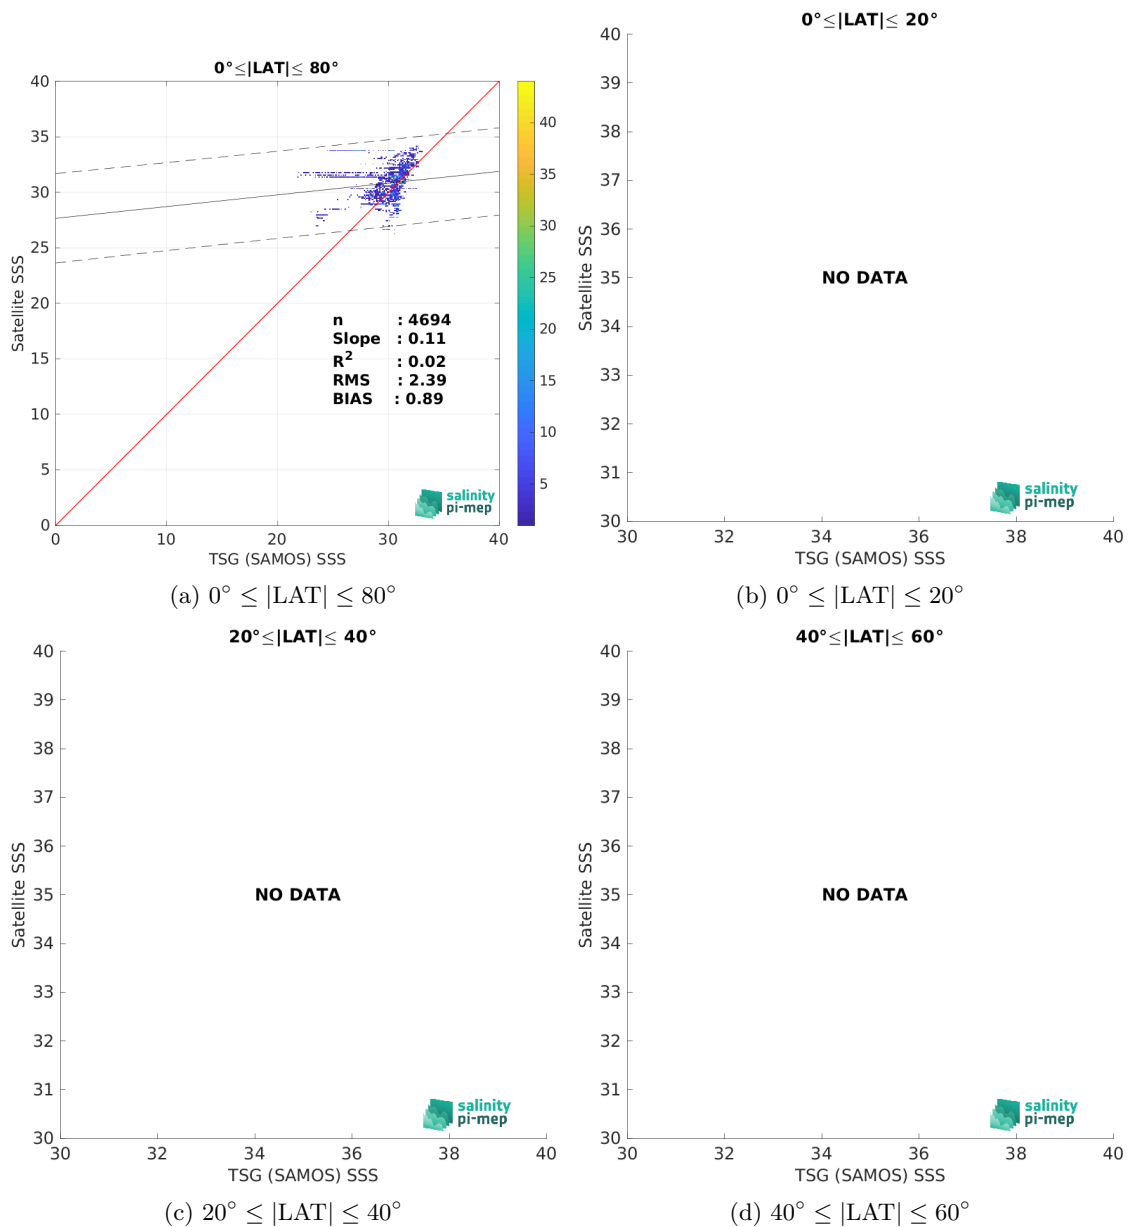 0°≤|LAT|≤ 80°
40
35
30
25
20
15
10
5
0
Satellite SSS
0
10
20
30
40
TSG (SAMOS) SSS
40
35
30
25
20
15
10
5
n : 4694
Slope : 0.11
R² : 0.02
RMS : 2.39
BIAS : 0.89
salinity
pi-mep
(a) 0° ≤ |LAT| ≤ 80°
0°≤|LAT|≤ 20°
40
39
38
37
36
35
34
33
32
31
30
Satellite SSS
NO DATA
salinity
pi-mep
30
32
34
36
38
40
TSG (SAMOS) SSS
(b) 0° ≤ |LAT| ≤ 20°
20°≤|LAT|≤ 40°
40
39
38
37
36
35
34
33
32
31
30
Satellite SSS
NO DATA
salinity
pi-mep
30
32
34
36
38
40
TSG (SAMOS) SSS
(c) 20° ≤ |LAT| ≤ 40°
40°≤|LAT|≤ 60°
40
39
38
37
36
35
34
33
32
31
30
Satellite SSS
NO DATA
salinity
pi-mep
30
32
34
36
38
40
TSG (SAMOS) SSS
(d) 40° ≤ |LAT| ≤ 60°